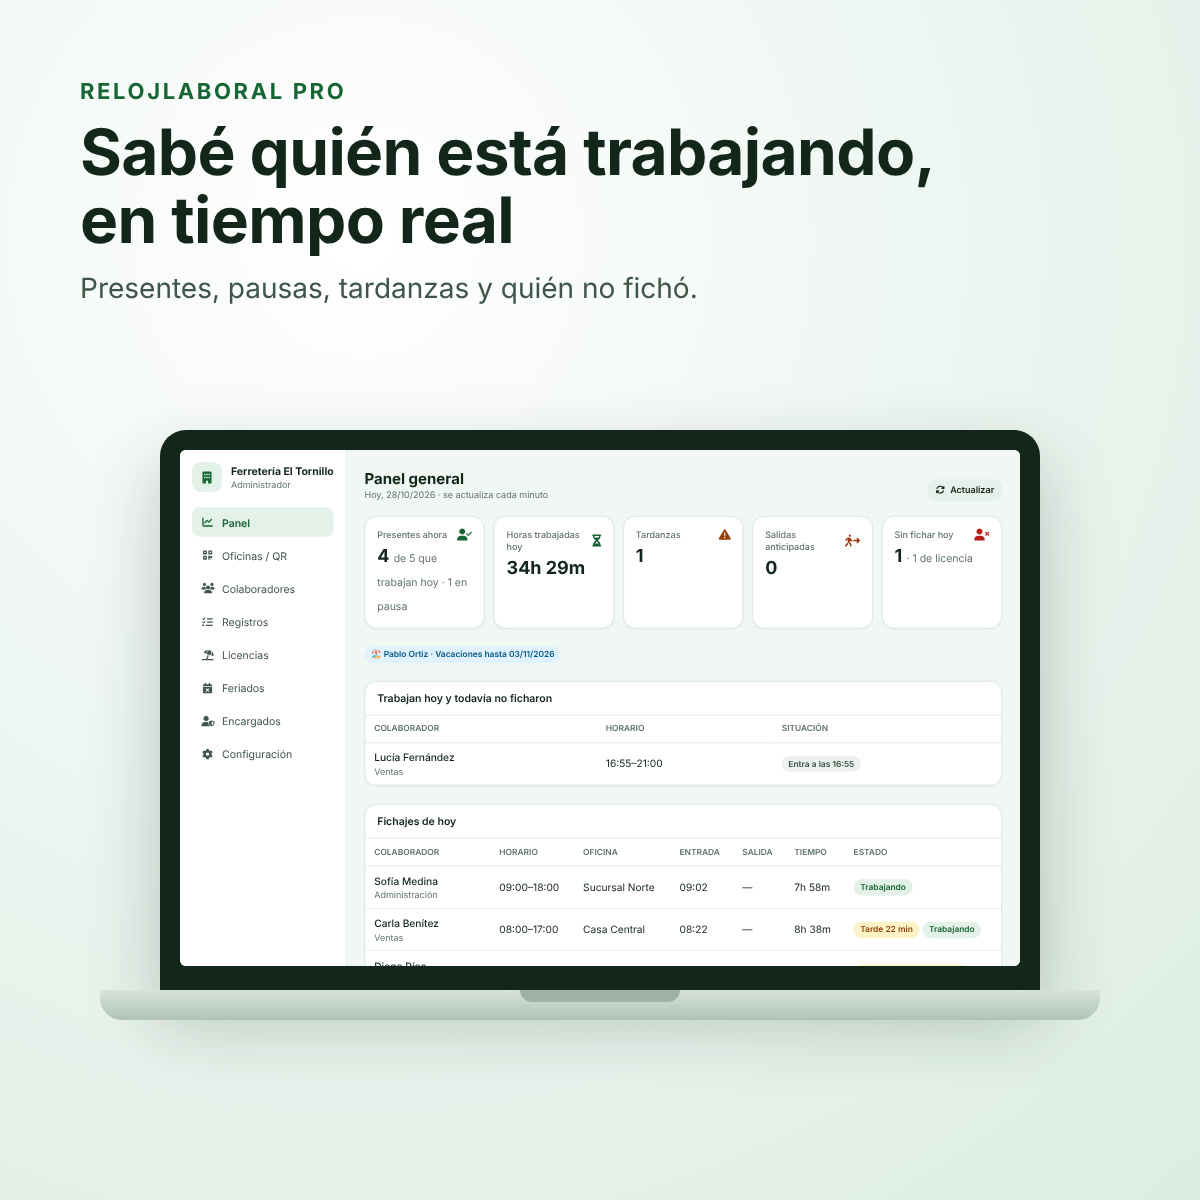 RELOJLABORAL PRO
Sabé quién está trabajando,
en tiempo real
Presentes, pausas, tardanzas y quién no fichó.
Ferretería El Tornillo
Administrador
Panel
Oficinas / QR
Colaboradores
Registros
Licencias
Feriados
Encargados
Configuración
Panel general
Hoy, 28/10/2026 · se actualiza cada minuto
Actualizar
Presentes ahora
4 de 5 que
trabajan hoy · 1 en
pausa
Horas trabajadas
hoy
34h 29m
Tardanzas
1
Salidas
anticipadas
0
Sin fichar hoy
1 · 1 de licencia
Pablo Ortiz · Vacaciones hasta 03/11/2026
Trabajan hoy y todavía no ficharon
COLABORADOR HORARIO SITUACIÓN
Lucía Fernández 16:55–21:00 Entra a las 16:55
Ventas
Fichajes de hoy
COLABORADOR HORARIO OFICINA ENTRADA SALIDA TIEMPO ESTADO
Sofía Medina 09:00–18:00 Sucursal Norte 09:02 — 7h 58m Trabajando
Administración
Carla Benítez 08:00–17:00 Casa Central 08:22 — 8h 38m Tarde 22 min Trabajando
Ventas